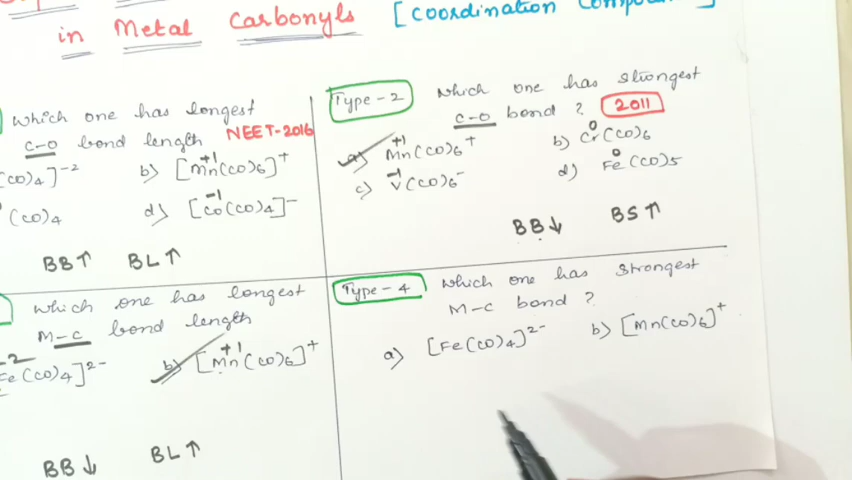 in Metal Carbonyls [Coordination
Which one has longest
C-O bond length NEET-2016
(CO)4]-2 b) [Mn(CO)6]+
+1
(CO)4 d) [Co(CO)4]-
-1
BB↑ BL↑
Type-2 Which one has strongest
C-O bond ? 2011
a) Mn(CO)6+ b) Cr(CO)6
+1 0
c) V(CO)6- d) Fe(CO)5
-1 0
BB↓ BS↑
Which one has longest
M-C bond length
-2 +1
Fe(CO)4]2- b) [Mn(CO)6]+
BB↓ BL↑
Type-4 Which one has strongest
M-C bond ?
a) [Fe(CO)4]2- b) [Mn(CO)6]+